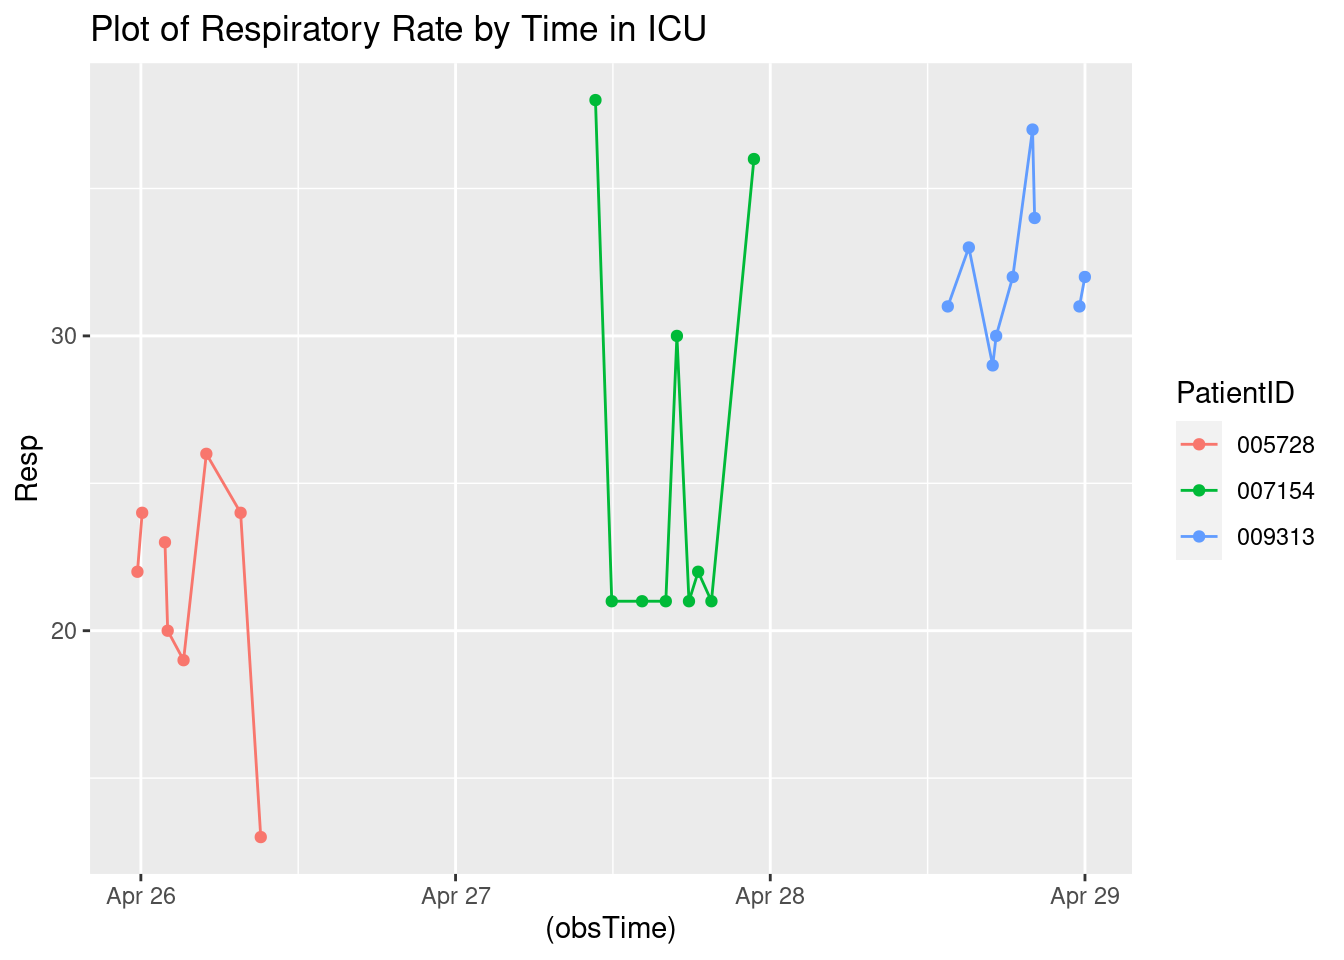 Plot of Respiratory Rate by Time in ICU
Resp
30
20
Apr 26
Apr 27
Apr 28
Apr 29
(obsTime)
PatientID
005728
007154
009313